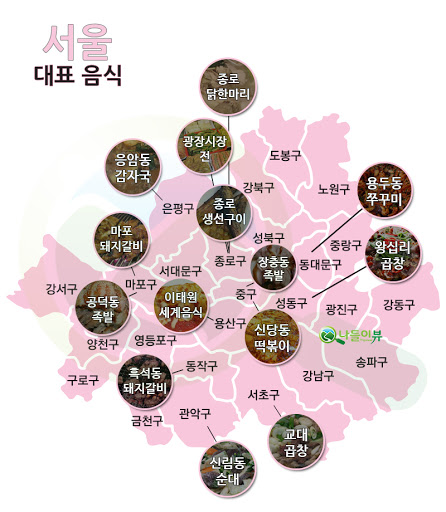 서울
대표 음식
종로
닭한마리
광장시장
전
응암동
감자국
도봉구
강북구
노원구
용두동
쭈꾸미
은평구
종로
생선구이
마포
돼지갈비
성북구
중랑구
왕십리
곱창
서대문구
종로구
장충동
족발
동대문구
강서구
마포구
공덕동
족발
이태원
세계음식
중구
성동구
광진구
강동구
용산구
신당동
떡볶이
나들의뷰
양천구
영등포구
송파구
구로구
흑석동
돼지갈비
동작구
강남구
서초구
금천구
관악구
교대
곱창
신림동
순대